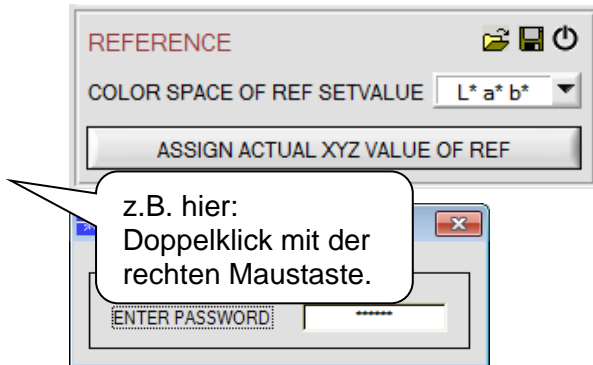 REFERENCE
COLOR SPACE OF REF SETVALUE L* a* b*
ASSIGN ACTUAL XYZ VALUE OF REF
z.B. hier:
Doppelklick mit der
rechten Maustaste.
ENTER PASSWORD ******